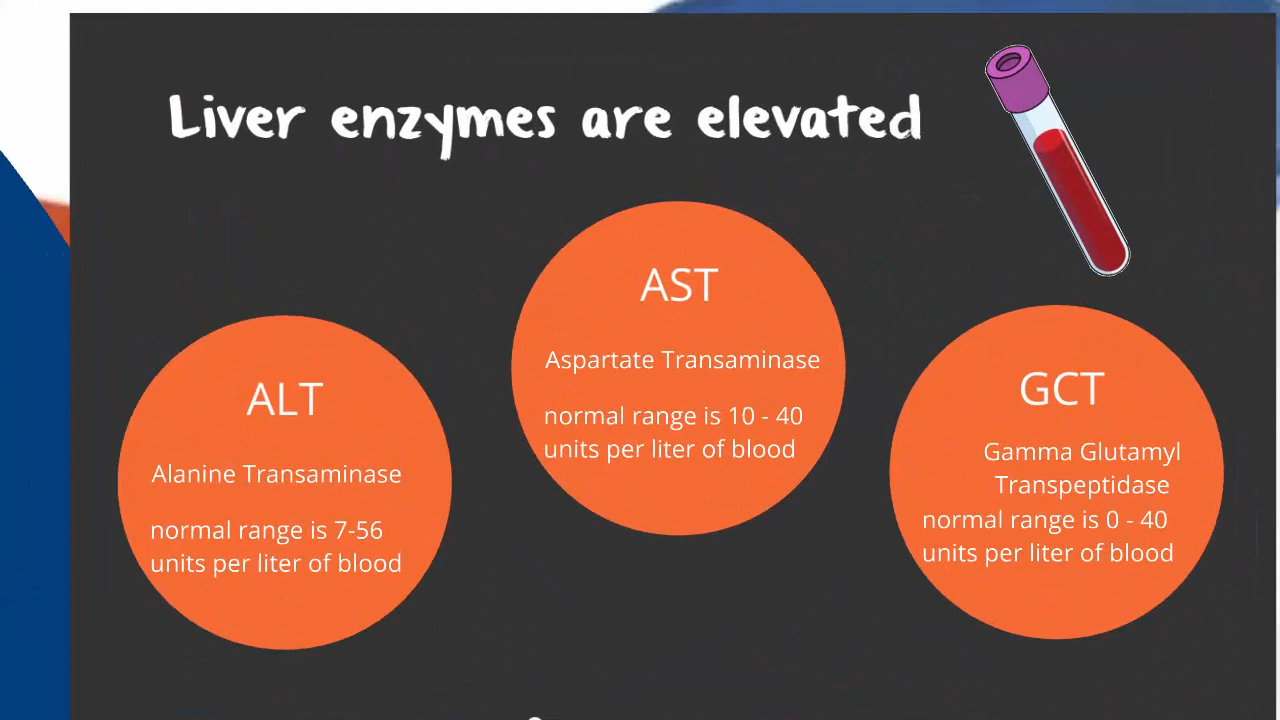 Liver enzymes are elevated
ALT
Alanine Transaminase
normal range is 7-56
units per liter of blood
AST
Aspartate Transaminase
normal range is 10 - 40
units per liter of blood
GCT
Gamma Glutamyl
Transpeptidase
normal range is 0 - 40
units per liter of blood